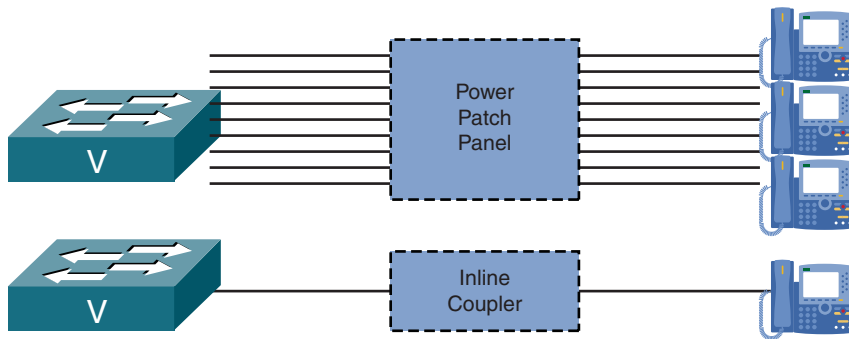 Power
Patch
Panel
V
Inline
Coupler
V